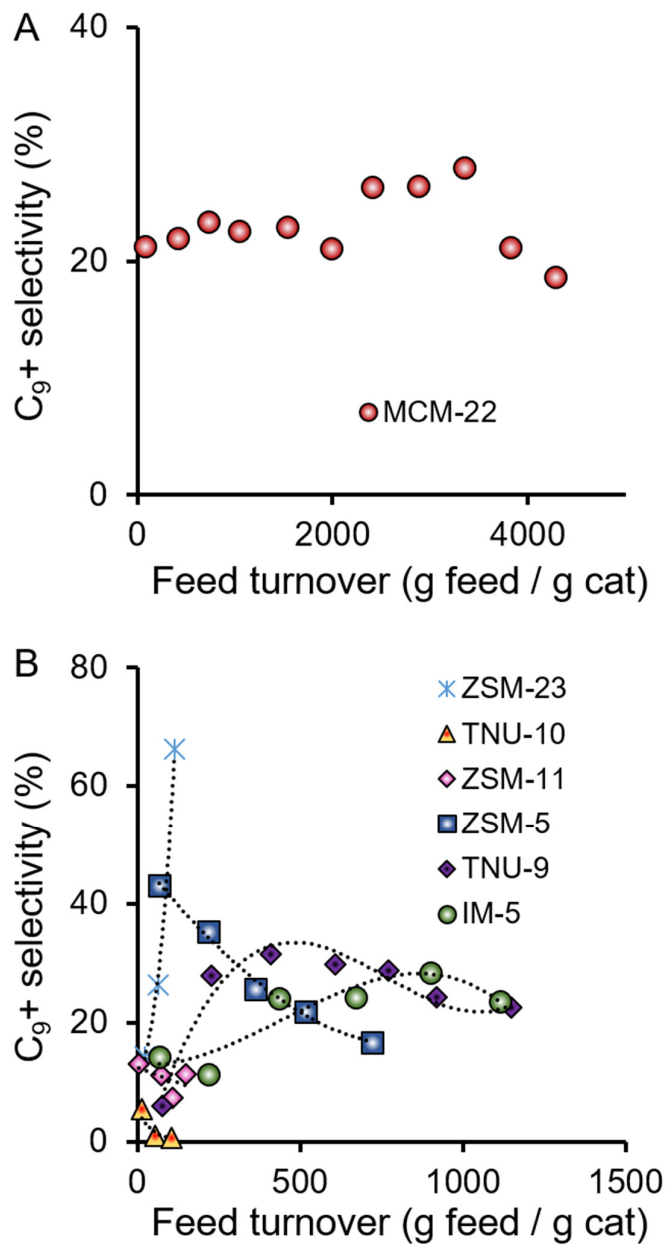 A
40
20
0
C₉+ selectivity (%)
MCM-22
0 2000 4000
Feed turnover (g feed / g cat)
B
80
60
40
20
0
C₉+ selectivity (%)
ZSM-23
TNU-10
ZSM-11
ZSM-5
TNU-9
IM-5
0 500 1000 1500
Feed turnover (g feed / g cat)